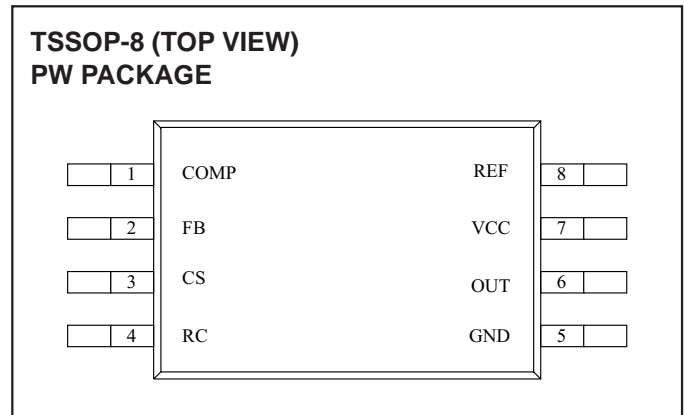 TSSOP-8 (TOP VIEW)
PW PACKAGE
1 COMP REF 8
2 FB VCC 7
3 CS OUT 6
4 RC GND 5